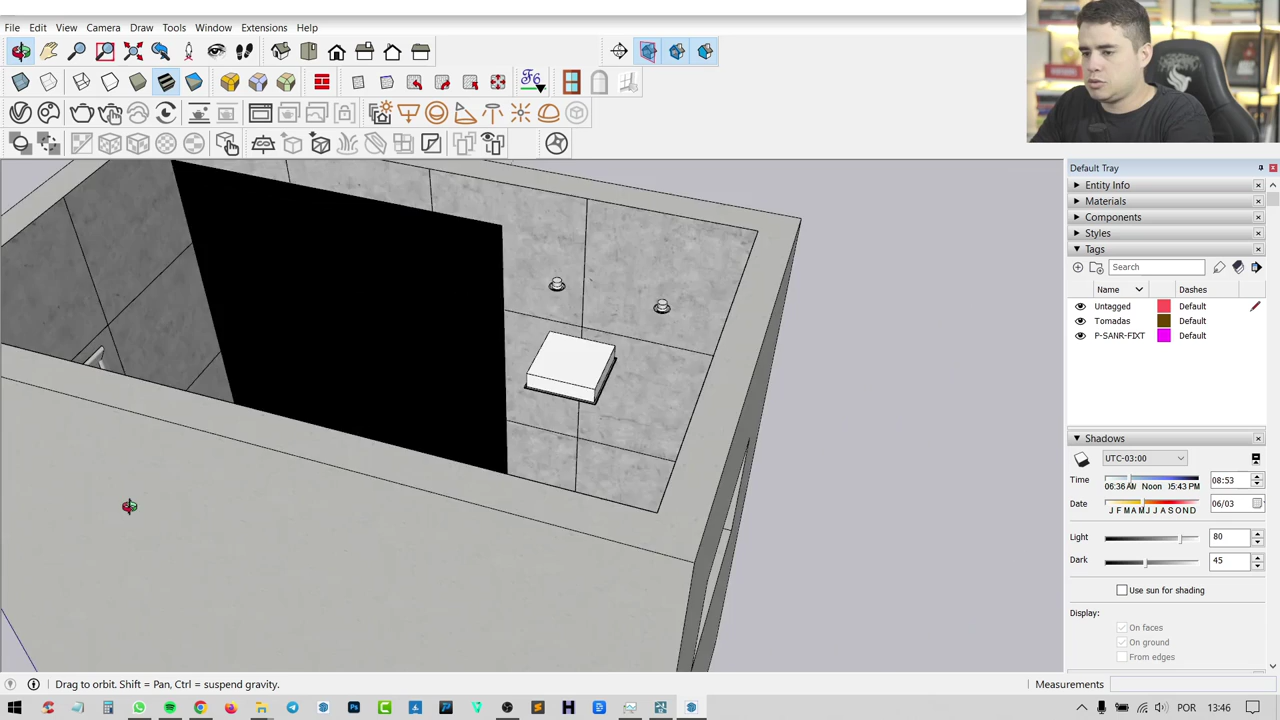 File Edit View Camera Draw Tools Window Extensions Help
F6
Default Tray
Entity Info
Materials
Components
Styles
Tags
Search
Name Dashes
Untagged Default
Tomadas Default
P-SANR-FIXT Default
Shadows
UTC-03:00
Time 08:53
06:36 AM Noon 05:43 PM
Date 06/03
J F M A M J J A S O N D
Light 80
Dark 45
Use sun for shading
Display:
On faces
On ground
From edges
Drag to orbit. Shift = Pan, Ctrl = suspend gravity.
Measurements
POR 13:46